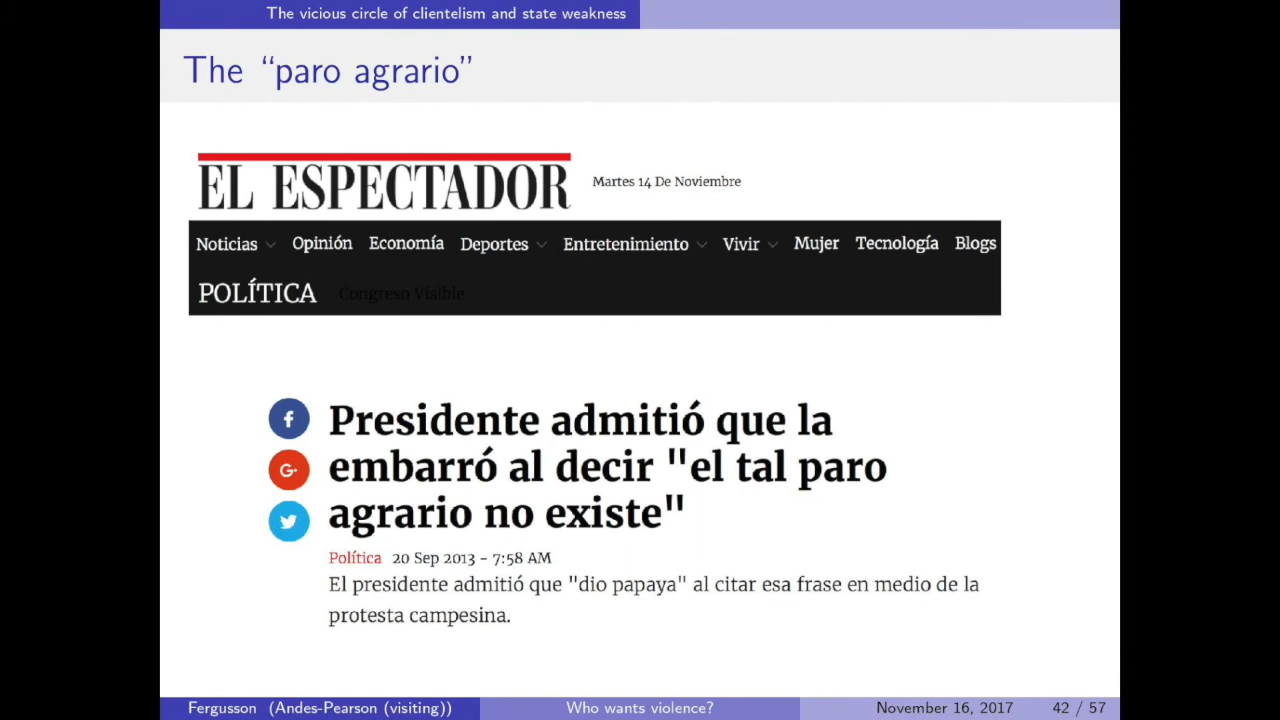 The vicious circle of clientelism and state weakness
The “paro agrario”
EL ESPECTADOR
Martes 14 De Noviembre
Noticias Opinión Economía Deportes Entretenimiento Vivir Mujer Tecnología Blogs
POLÍTICA Congreso Visible
Presidente admitió que la
embarró al decir "el tal paro
agrario no existe"
Política 20 Sep 2013 - 7:58 AM
El presidente admitió que "dio papaya" al citar esa frase en medio de la
protesta campesina.
Fergusson (Andes-Pearson (visiting)) Who wants violence? November 16, 2017 42 / 57